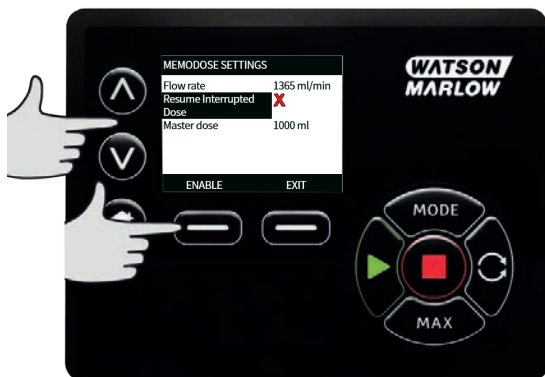 MEMODOSE SETTINGS
Flow rate 1365 ml/min
Resume Interrupted X
Dose
Master dose 1000 ml
ENABLE EXIT
WATSON
MARLOW
MODE
MAX